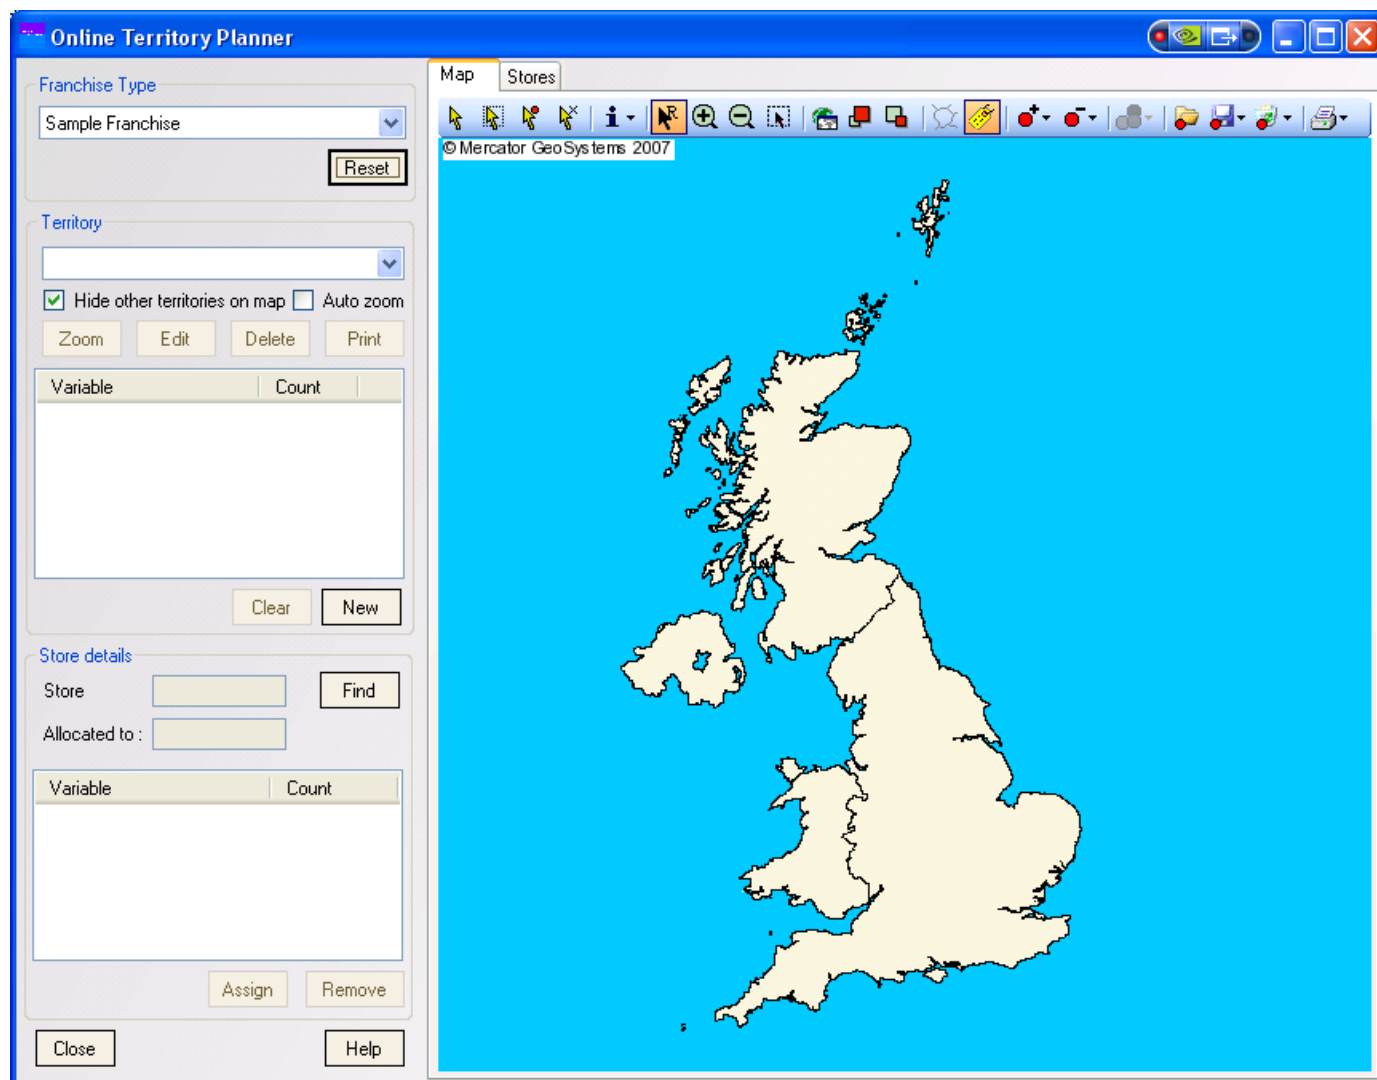 Online Territory Planner
Franchise Type
Sample Franchise
Reset
Territory
Hide other territories on map Auto zoom
Zoom Edit Delete Print
Variable Count
Clear New
Store details
Store Find
Allocated to :
Variable Count
Assign Remove
Close Help
Map Stores
© Mercator GeoSystems 2007